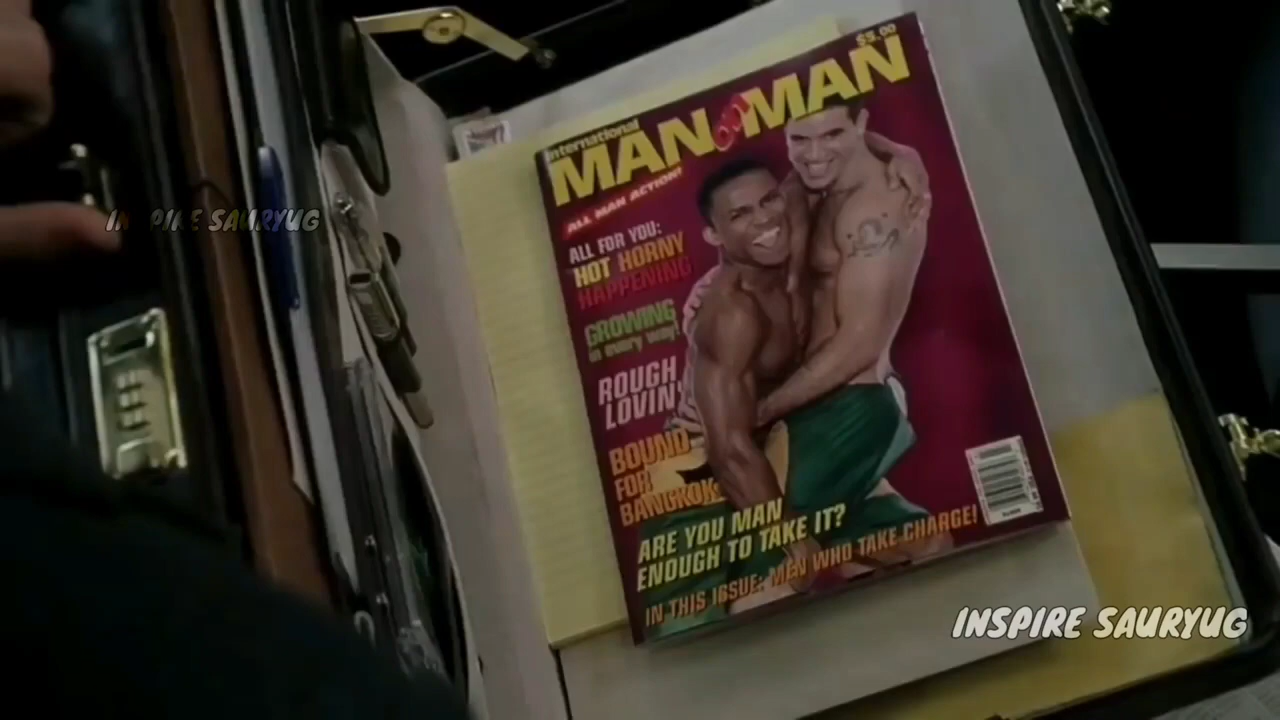 $5.00
International
MAN MAN
ALL MAN ACTION!
ALL FOR YOU:
HOT HORNY
HAPPENING
GROWING
in every way!
ROUGH
LOVIN'
BOUND
FOR
BANGKOK
ARE YOU MAN
ENOUGH TO TAKE IT?
IN THIS ISSUE: MEN WHO TAKE CHARGE!
INSPIRE SAURYUG
INSPIRE SAURYUG